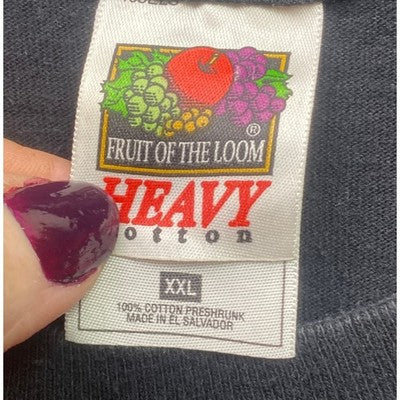 ®
FRUIT OF THE LOOM
HEAVY
cotton
XXL
100% COTTON PRESHRUNK
MADE IN EL SALVADOR